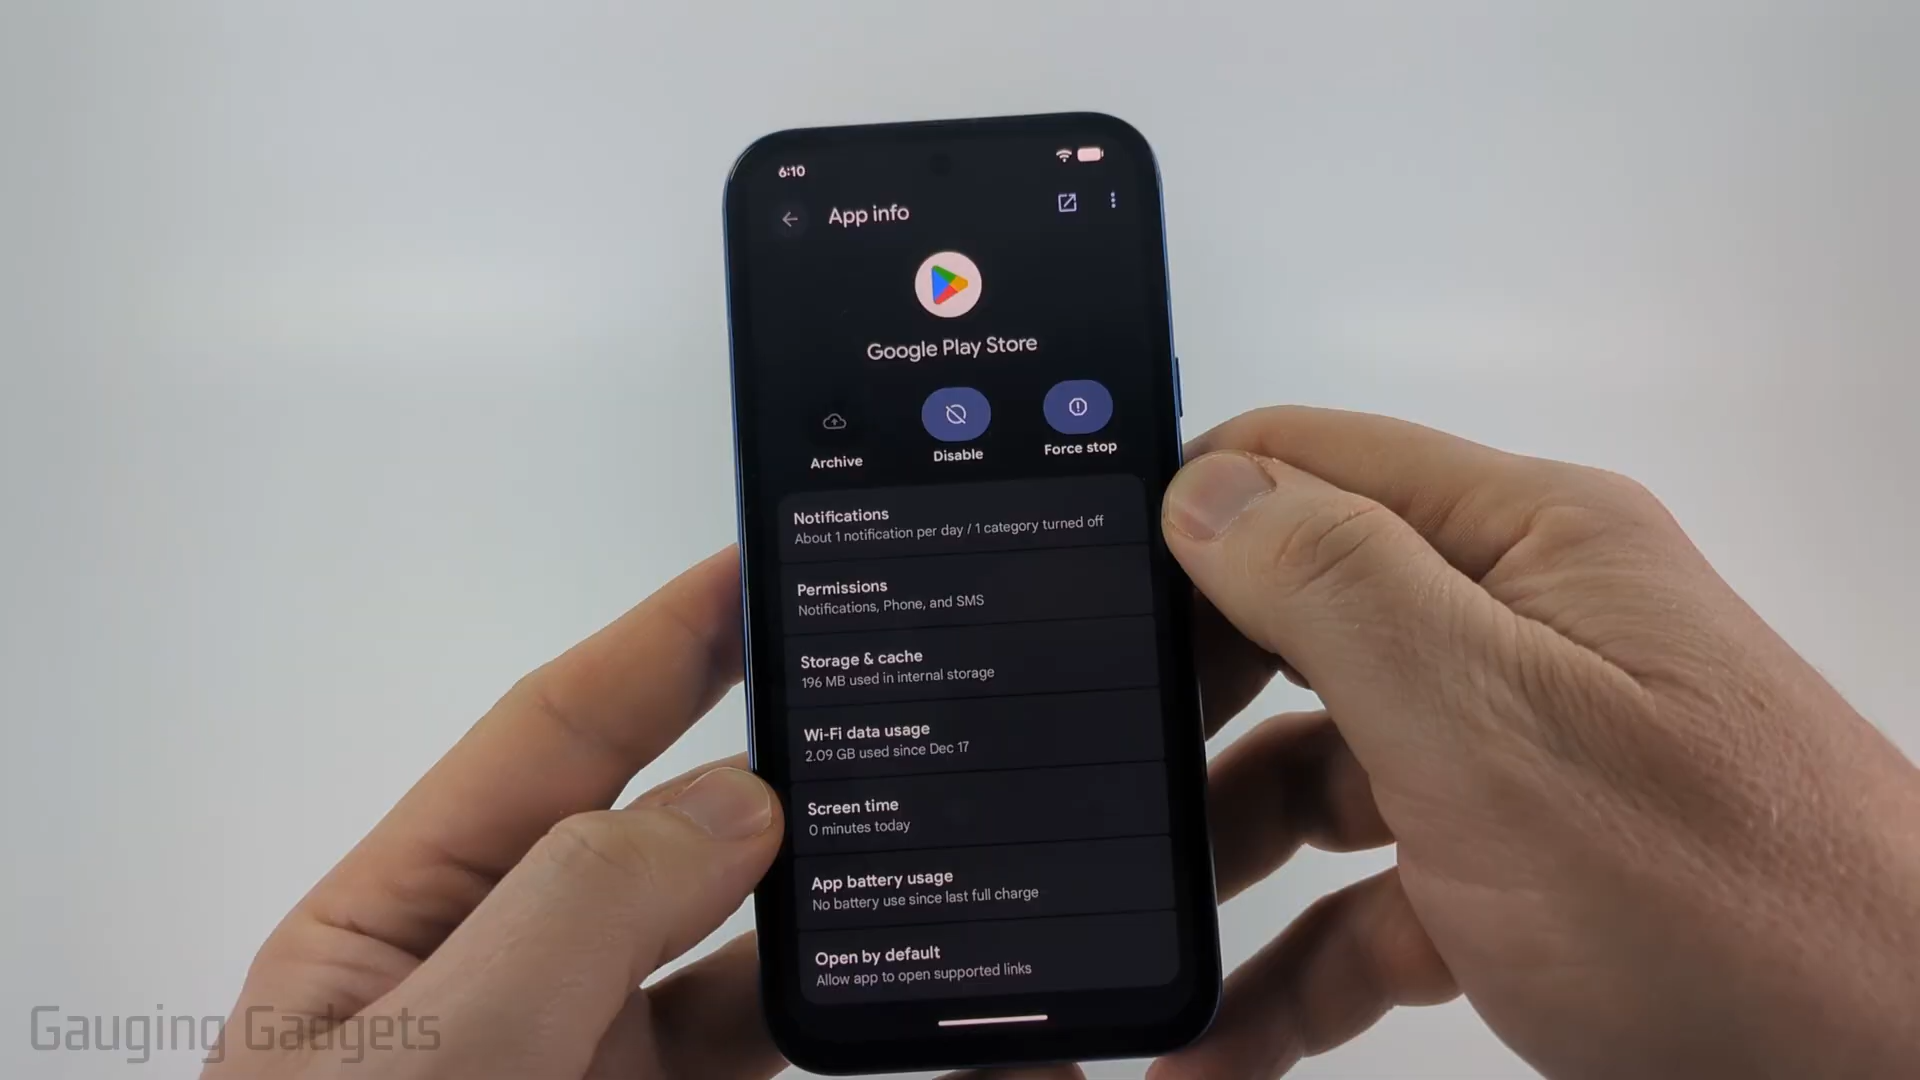 6:10
App info
Google Play Store
Archive
Disable
Force stop
Notifications
About 1 notification per day / 1 category turned off
Permissions
Notifications, Phone, and SMS
Storage & cache
196 MB used in internal storage
Wi-Fi data usage
2.09 GB used since Dec 17
Screen time
0 minutes today
App battery usage
No battery use since last full charge
Open by default
Allow app to open supported links
Gauging Gadgets